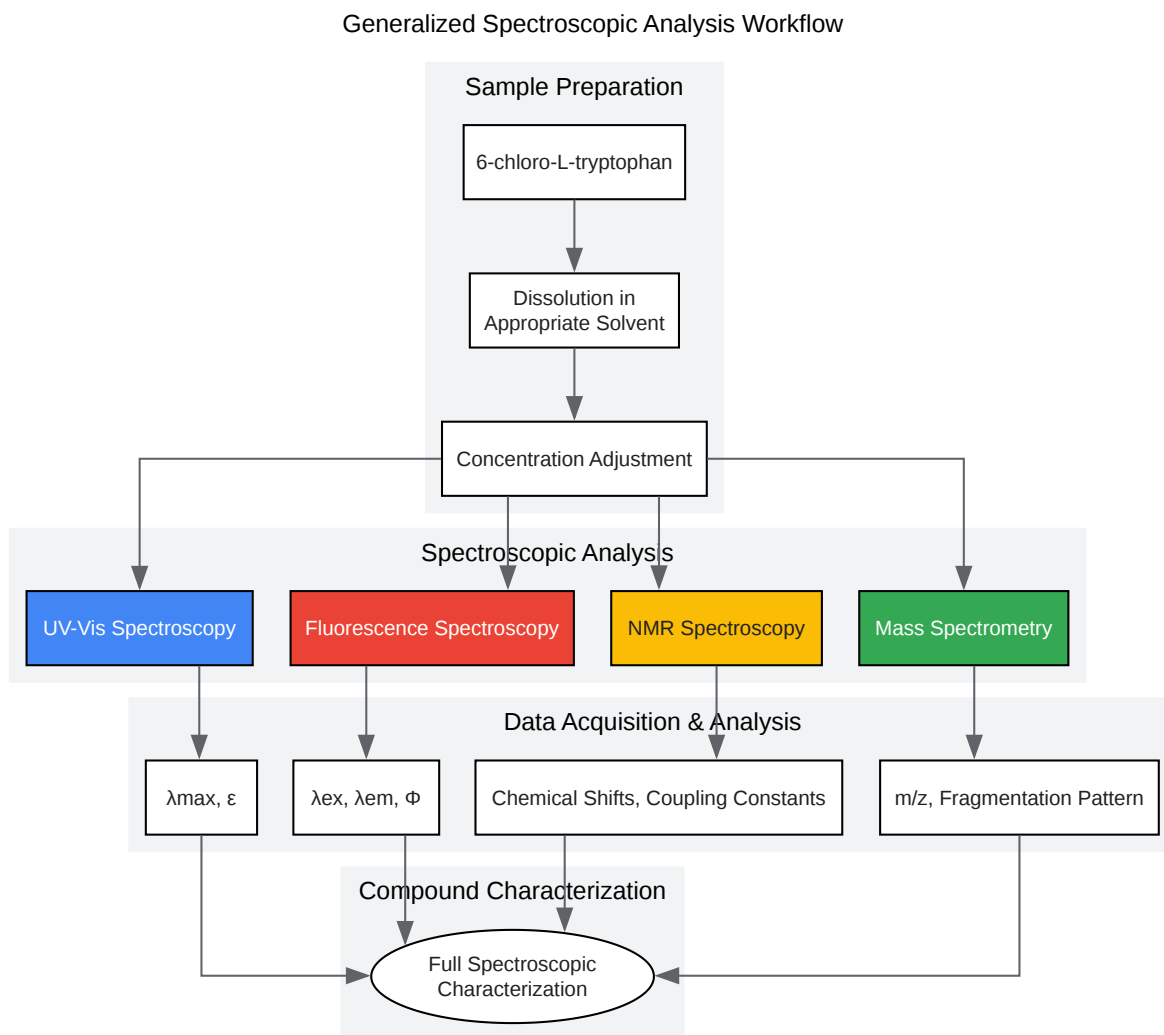 Generalized Spectroscopic Analysis Workflow
Sample Preparation
6-chloro-L-tryptophan
Dissolution in
Appropriate Solvent
Concentration Adjustment
Spectroscopic Analysis
UV-Vis Spectroscopy
Fluorescence Spectroscopy
NMR Spectroscopy
Mass Spectrometry
Data Acquisition & Analysis
λmax, ε
λex, λem, Φ
Chemical Shifts, Coupling Constants
m/z, Fragmentation Pattern
Compound Characterization
Full Spectroscopic
Characterization